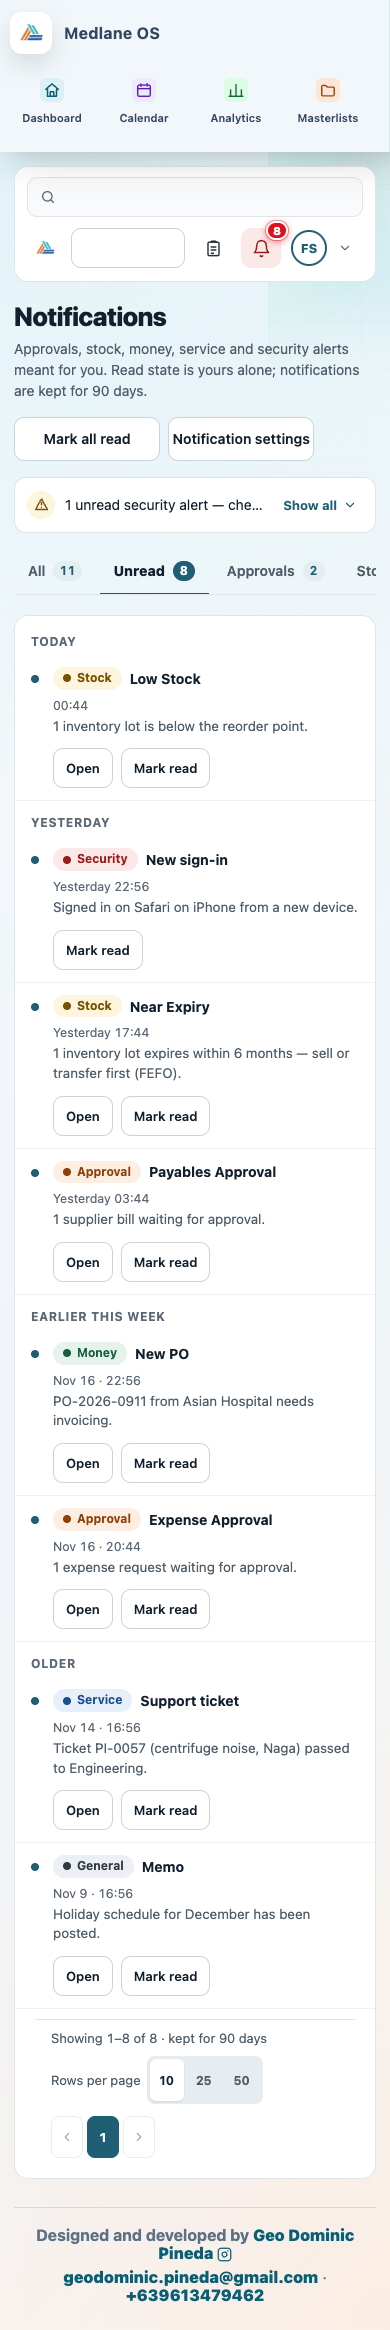 Medlane OS
Dashboard
Calendar
Analytics
Masterlists
8
FS
Notifications
Approvals, stock, money, service and security alerts
meant for you. Read state is yours alone; notifications
are kept for 90 days.
Mark all read
Notification settings
1 unread security alert — che...
Show all
All 11
Unread 8
Approvals 2
Sto
TODAY
Stock
Low Stock
00:44
1 inventory lot is below the reorder point.
Open
Mark read
YESTERDAY
Security
New sign-in
Yesterday 22:56
Signed in on Safari on iPhone from a new device.
Mark read
Stock
Near Expiry
Yesterday 17:44
1 inventory lot expires within 6 months — sell or
transfer first (FEFO).
Open
Mark read
Approval
Payables Approval
Yesterday 03:44
1 supplier bill waiting for approval.
Open
Mark read
EARLIER THIS WEEK
Money
New PO
Nov 16 · 22:56
PO-2026-0911 from Asian Hospital needs
invoicing.
Open
Mark read
Approval
Expense Approval
Nov 16 · 20:44
1 expense request waiting for approval.
Open
Mark read
OLDER
Service
Support ticket
Nov 14 · 16:56
Ticket PI-0057 (centrifuge noise, Naga) passed
to Engineering.
Open
Mark read
General
Memo
Nov 9 · 16:56
Holiday schedule for December has been
posted.
Open
Mark read
Showing 1–8 of 8 · kept for 90 days
Rows per page 10 25 50
1
Designed and developed by Geo Dominic
Pineda
geodominic.pineda@gmail.com ·
+639613479462